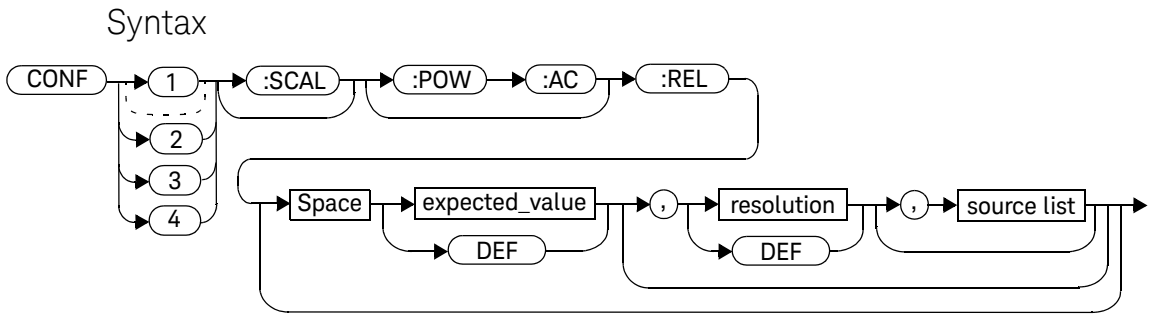 Syntax
CONF 1 :SCAL :POW :AC :REL
2
3
4
Space expected_value , resolution , source list
DEF DEF